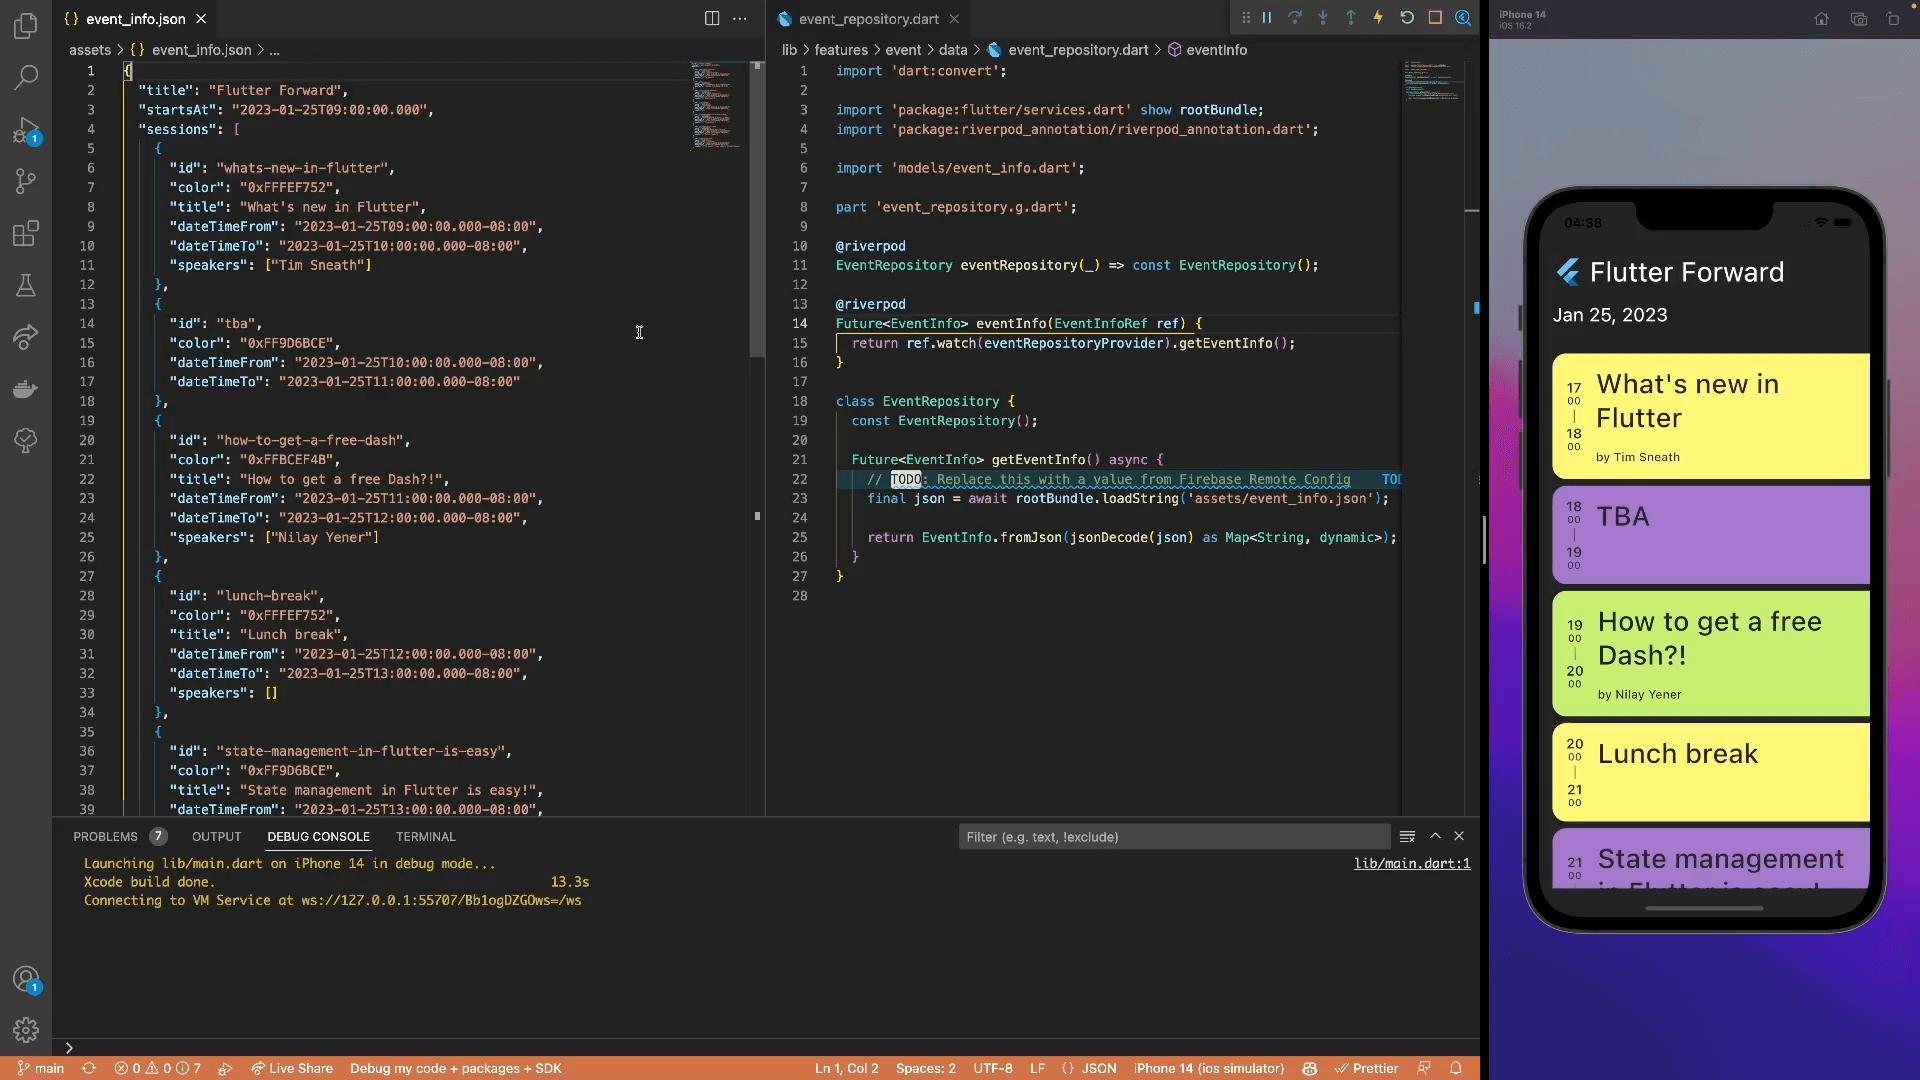 event_info.json
assets > {} event_info.json > ...
1 {
2 "title": "Flutter Forward",
3 "startsAt": "2023-01-25T09:00:00.000",
4 "sessions": [
5 {
6 "id": "whats-new-in-flutter",
7 "color": "0xFFFEF752",
8 "title": "What's new in Flutter",
9 "dateTimeFrom": "2023-01-25T09:00:00.000-08:00",
10 "dateTimeTo": "2023-01-25T10:00:00.000-08:00",
11 "speakers": ["Tim Sneath"]
12 },
13 {
14 "id": "tba",
15 "color": "0xFF9D6BCE",
16 "dateTimeFrom": "2023-01-25T10:00:00.000-08:00",
17 "dateTimeTo": "2023-01-25T11:00:00.000-08:00"
18 },
19 {
20 "id": "how-to-get-a-free-dash",
21 "color": "0xFFBCEF4B",
22 "title": "How to get a free Dash?!",
23 "dateTimeFrom": "2023-01-25T11:00:00.000-08:00",
24 "dateTimeTo": "2023-01-25T12:00:00.000-08:00",
25 "speakers": ["Nilay Yener"]
26 },
27 {
28 "id": "lunch-break",
29 "color": "0xFFFEF752",
30 "title": "Lunch break",
31 "dateTimeFrom": "2023-01-25T12:00:00.000-08:00",
32 "dateTimeTo": "2023-01-25T13:00:00.000-08:00",
33 "speakers": []
34 },
35 {
36 "id": "state-management-in-flutter-is-easy",
37 "color": "0xFF9D6BCE",
38 "title": "State management in Flutter is easy!",
39 "dateTimeFrom": "2023-01-25T13:00:00.000-08:00",
event_repository.dart
lib > features > event > data > event_repository.dart > eventInfo
1 import 'dart:convert';
2
3 import 'package:flutter/services.dart' show rootBundle;
4 import 'package:riverpod_annotation/riverpod_annotation.dart';
5
6 import 'models/event_info.dart';
7
8 part 'event_repository.g.dart';
9
10 @riverpod
11 EventRepository eventRepository(_) => const EventRepository();
12
13 @riverpod
14 Future<EventInfo> eventInfo(EventInfoRef ref) {
15 return ref.watch(eventRepositoryProvider).getEventInfo();
16 }
17
18 class EventRepository {
19 const EventRepository();
20
21 Future<EventInfo> getEventInfo() async {
22 // TODO: Replace this with a value from Firebase Remote Config TOD
23 final json = await rootBundle.loadString('assets/event_info.json');
24
25 return EventInfo.fromJson(jsonDecode(json) as Map<String, dynamic>);
26 }
27 }
28
PROBLEMS 7 OUTPUT DEBUG CONSOLE TERMINAL
Filter (e.g. text, !exclude)
Launching lib/main.dart on iPhone 14 in debug mode...
lib/main.dart:1
Xcode build done. 13.3s
Connecting to VM Service at ws://127.0.0.1:55707/Bb1ogDZGOws=/ws
1
1
main 0 0 7 Live Share Debug my code + packages + SDK
Ln 1, Col 2 Spaces: 2 UTF-8 LF {} JSON iPhone 14 (ios simulator) Prettier
iPhone 14
iOS 16.2
04:38
Flutter Forward
Jan 25, 2023
17 00 | 18 00
What's new in
Flutter
by Tim Sneath
18 00 | 19 00
TBA
19 00 | 20 00
How to get a free
Dash?!
by Nilay Yener
20 00 | 21 00
Lunch break
21 00
State management
in Flutter is easy!